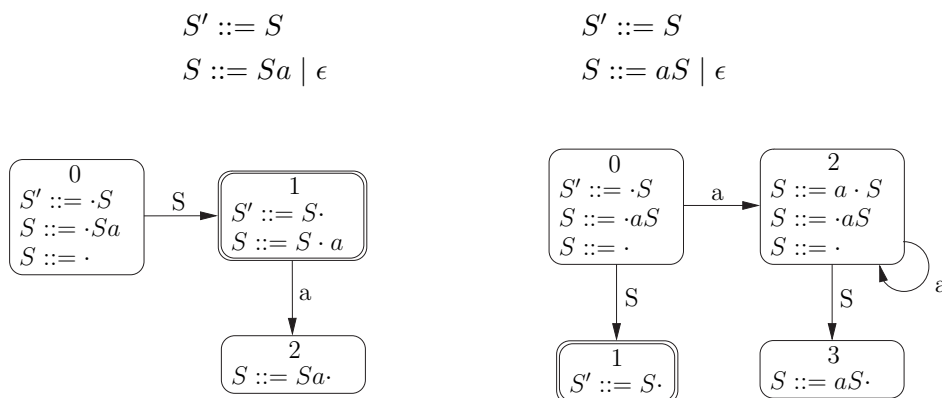 S′ ::= S
S ::= Sa | ϵ
0
S′ ::= ·S
S ::= ·Sa
S ::= ·
S
1
S′ ::= S·
S ::= S · a
a
2
S ::= Sa·
S′ ::= S
S ::= aS | ϵ
0
S′ ::= ·S
S ::= ·aS
S ::= ·
a
2
S ::= a · S
S ::= ·aS
S ::= ·
a
S
1
S′ ::= S·
S
3
S ::= aS·